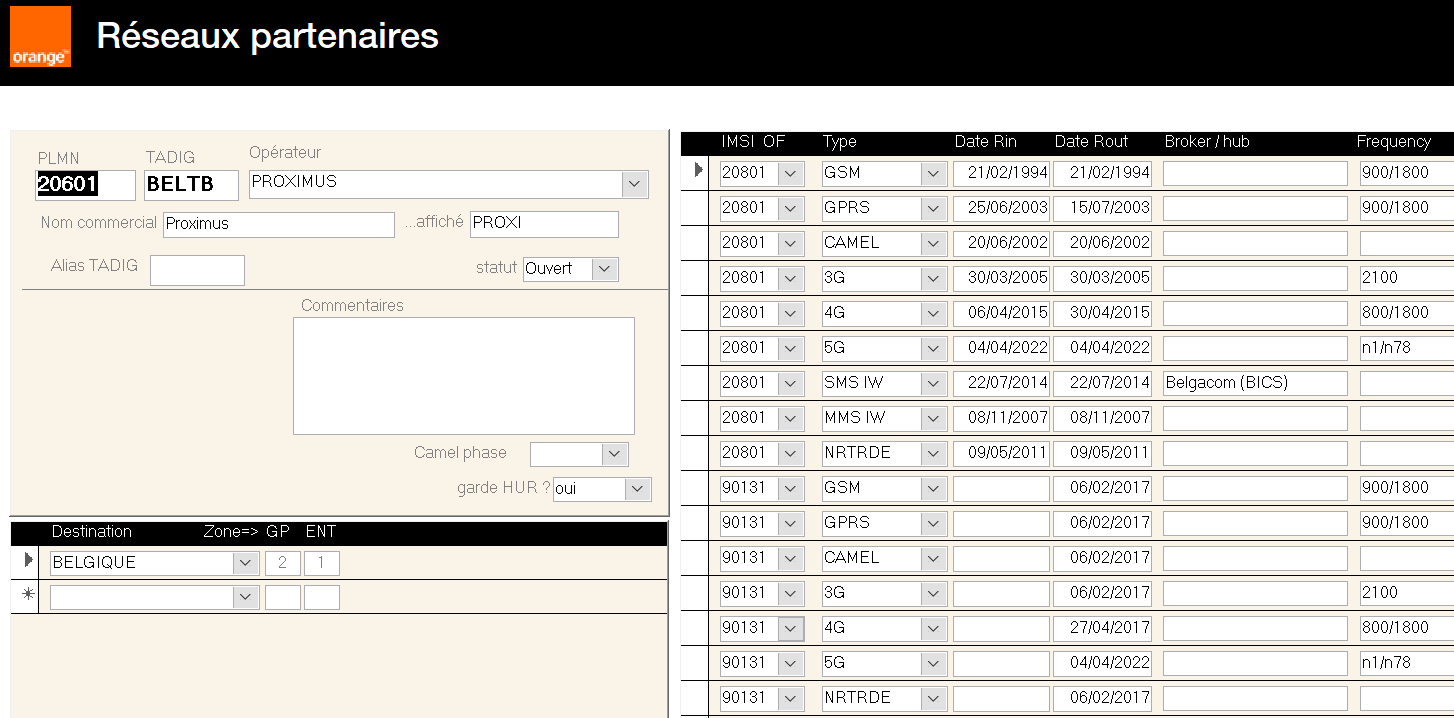 orange™
Réseaux partenaires
PLMN TADIG Opérateur
20601 BELTB PROXIMUS
Nom commercial Proximus ...affiché PROXI
Alias TADIG statut Ouvert
Commentaires
Camel phase
garde HUR ? oui
Destination Zone=> GP ENT
BELGIQUE 2 1
IMSI OF Type Date Rin Date Rout Broker / hub Frequency
20801 GSM 21/02/1994 21/02/1994 900/1800
20801 GPRS 25/06/2003 15/07/2003 900/1800
20801 CAMEL 20/06/2002 20/06/2002
20801 3G 30/03/2005 30/03/2005 2100
20801 4G 06/04/2015 30/04/2015 800/1800
20801 5G 04/04/2022 04/04/2022 n1/n78
20801 SMS IW 22/07/2014 22/07/2014 Belgacom (BICS)
20801 MMS IW 08/11/2007 08/11/2007
20801 NRTRDE 09/05/2011 09/05/2011
90131 GSM 06/02/2017 900/1800
90131 GPRS 06/02/2017 900/1800
90131 CAMEL 06/02/2017
90131 3G 06/02/2017 2100
90131 4G 27/04/2017 800/1800
90131 5G 04/04/2022 n1/n78
90131 NRTRDE 06/02/2017